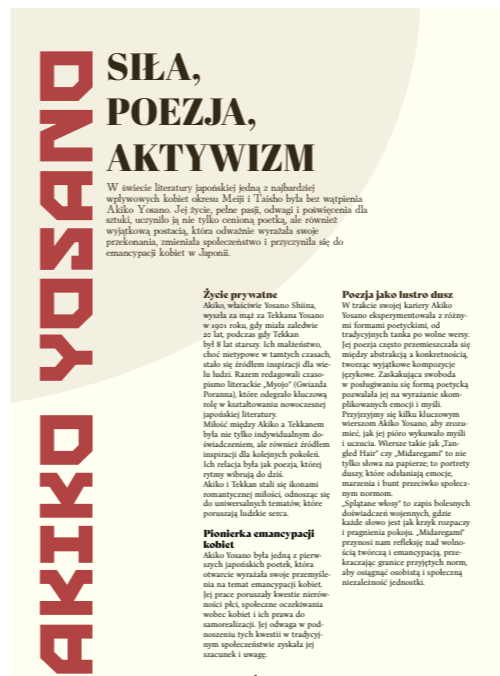 AKIKO YOSANO
SIŁA,
POEZJA,
AKTYWIZM
W świecie literatury japońskiej jedną z najbardziej
wpływowych kobiet okresu Meiji i Taisho była bez wątpienia
Akiko Yosano. Jej życie, pełne pasji, odwagi i poświęcenia dla
sztuki, uczyniło ją nie tylko cenioną poetką, ale również
wyjątkową postacią, która odważnie wyrażała swoje
przekonania, zmieniała społeczeństwo i przyczyniła się do
emancypacji kobiet w Japonii.
Życie prywatne
Akiko, właściwie Yosano Shiina,
wyszła za mąż za Tekkana Yosano
w 1901 roku, gdy miała zaledwie
20 lat, podczas gdy Tekkan
był 8 lat starszy. Ich małżeństwo,
choć nietypowe w tamtych czasach,
stało się źródłem inspiracji dla wie-
lu ludzi. Razem redagowali czaso-
pismo literackie „Myojo" (Gwiazda
Poranna), które odegrało kluczową
rolę w kształtowaniu nowoczesnej
japońskiej literatury.
Miłość między Akiko a Tekkanem
była nie tylko indywidualnym do-
świadczeniem, ale również źródłem
inspiracji dla kolejnych pokoleń.
Ich relacja była jak poezja, której
rytmy wibrują do dziś.
Akiko i Tekkan stali się ikonami
romantycznej miłości, odnosząc się
do uniwersalnych tematów, które
poruszają ludzkie serca.
Pionierka emancypacji
kobiet
Akiko Yosano była jedną z pierw-
szych japońskich poetek, która
otwarcie wyrażała swoje przemyśle-
nia na temat emancypacji kobiet.
Jej prace poruszały kwestie nierów-
ności płci, społeczne oczekiwania
wobec kobiet i ich prawa do
samorealizacji. Jej odwaga w pod-
noszeniu tych kwestii w tradycyj-
nym społeczeństwie zyskała jej
szacunek i uwagę.
Poezja jako lustro dusz
W trakcie swojej kariery Akiko
Yosano eksperymentowała z różny-
mi formami poetyckimi, od
tradycyjnych tanka po wolne wersy.
Jej poezja często przemieszczała się
między abstrakcją a konkretnością,
tworząc wyjątkowe kompozycje
językowe. Zaskakująca swoboda
w posługiwaniu się formą poetycką
pozwalała jej na wyrażanie skom-
plikowanych emocji i myśli.
Przyjrzyjmy się kilku kluczowym
wierszom Akiko Yosano, aby zrozu-
mieć, jak jej pióro wykuwało myśli
i uczucia. Wiersze takie jak „Tan-
gled Hair" czy „Midaregami" to nie
tylko słowa na papierze; to portrety
duszy, które odsłaniają emocje,
marzenia i bunt przeciwko społecz-
nym normom.
„Splątane włosy" to zapis bolesnych
doświadczeń wojennych, gdzie
każde słowo jest jak krzyk rozpaczy
i pragnienia pokoju. „Midaregami"
przynosi nam refleksję nad wolno-
ścią twórczą i emancypacją, prze-
kraczając granice przyjętych norm,
aby osiągnąć osobistą i społeczną
niezależność jednostki.